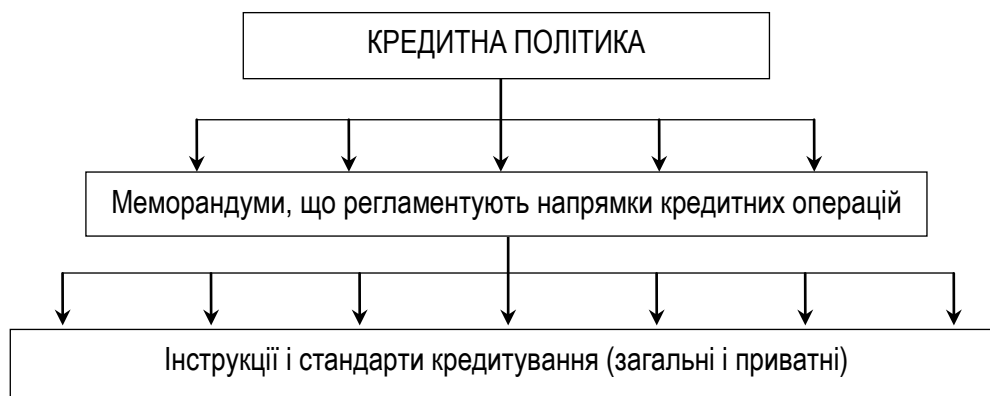 КРЕДИТНА ПОЛІТИКА
Меморандуми, що регламентують напрямки кредитних операцій
Інструкції і стандарти кредитування (загальні і приватні)